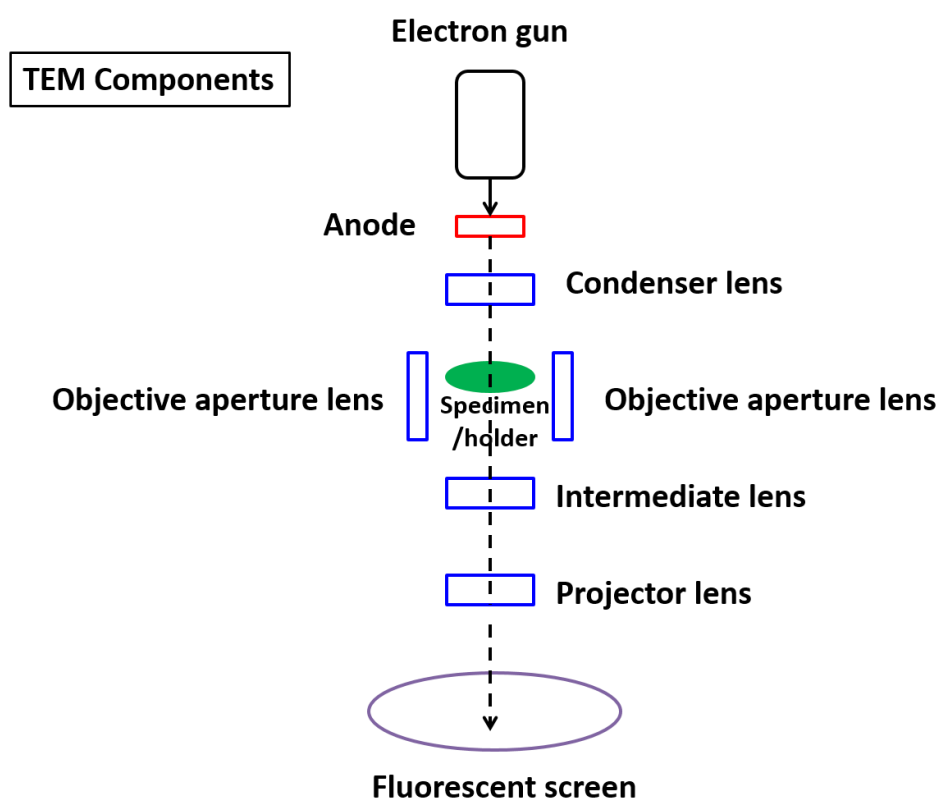 Electron gun
TEM Components
Anode
Condenser lens
Objective aperture lens
Specimen
/holder
Objective aperture lens
Intermediate lens
Projector lens
Fluorescent screen